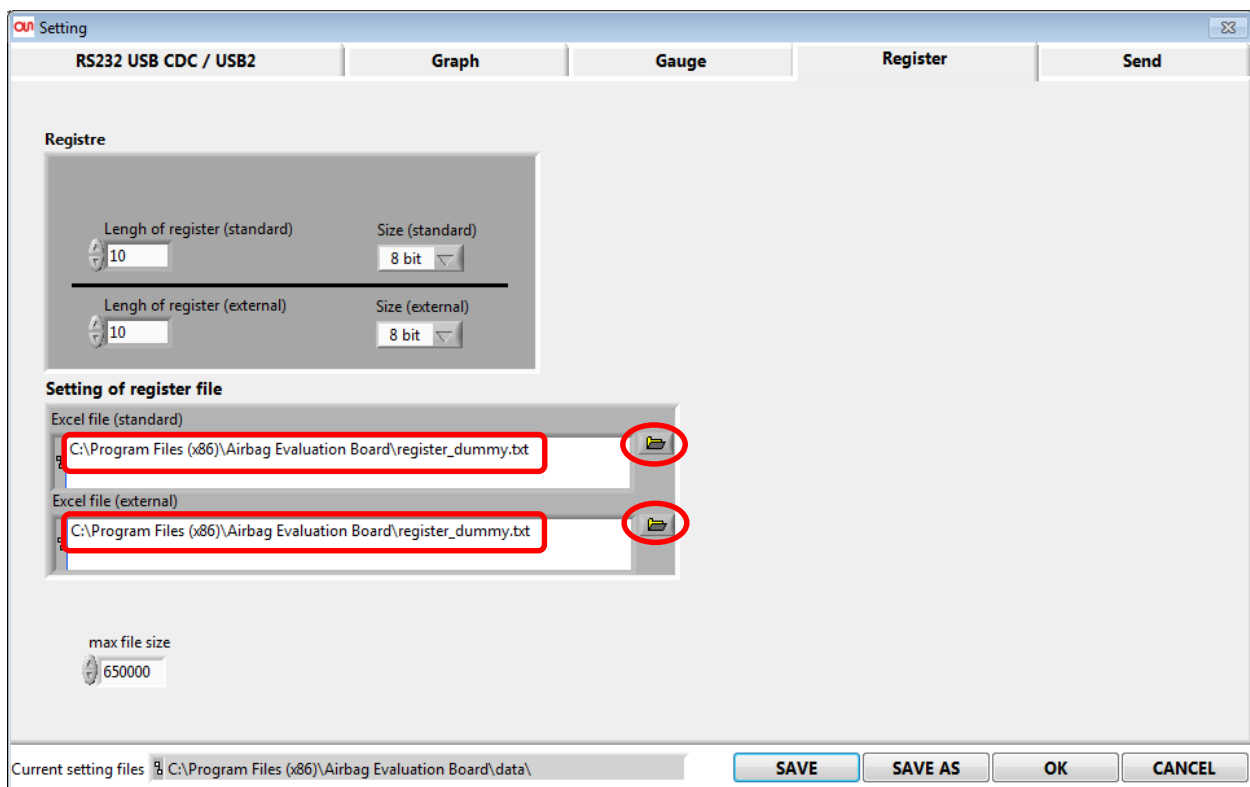 Setting
RS232 USB CDC / USB2 Graph Gauge Register Send
Registre
Lengh of register (standard) Size (standard)
10 8 bit
Lengh of register (external) Size (external)
10 8 bit
Setting of register file
Excel file (standard)
C:\Program Files (x86)\Airbag Evaluation Board\register_dummy.txt
Excel file (external)
C:\Program Files (x86)\Airbag Evaluation Board\register_dummy.txt
max file size
650000
Current setting files C:\Program Files (x86)\Airbag Evaluation Board\data\ SAVE SAVE AS OK CANCEL